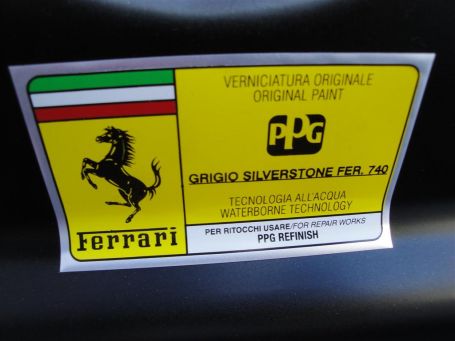 VERNICIATURA ORIGINALE
ORIGINAL PAINT
PPG
GRIGIO SILVERSTONE FER. 740
TECNOLOGIA ALL'ACQUA
WATERBORNE TECHNOLOGY
PER RITOCCHI USARE/FOR REPAIR WORKS
PPG REFINISH
Ferrari